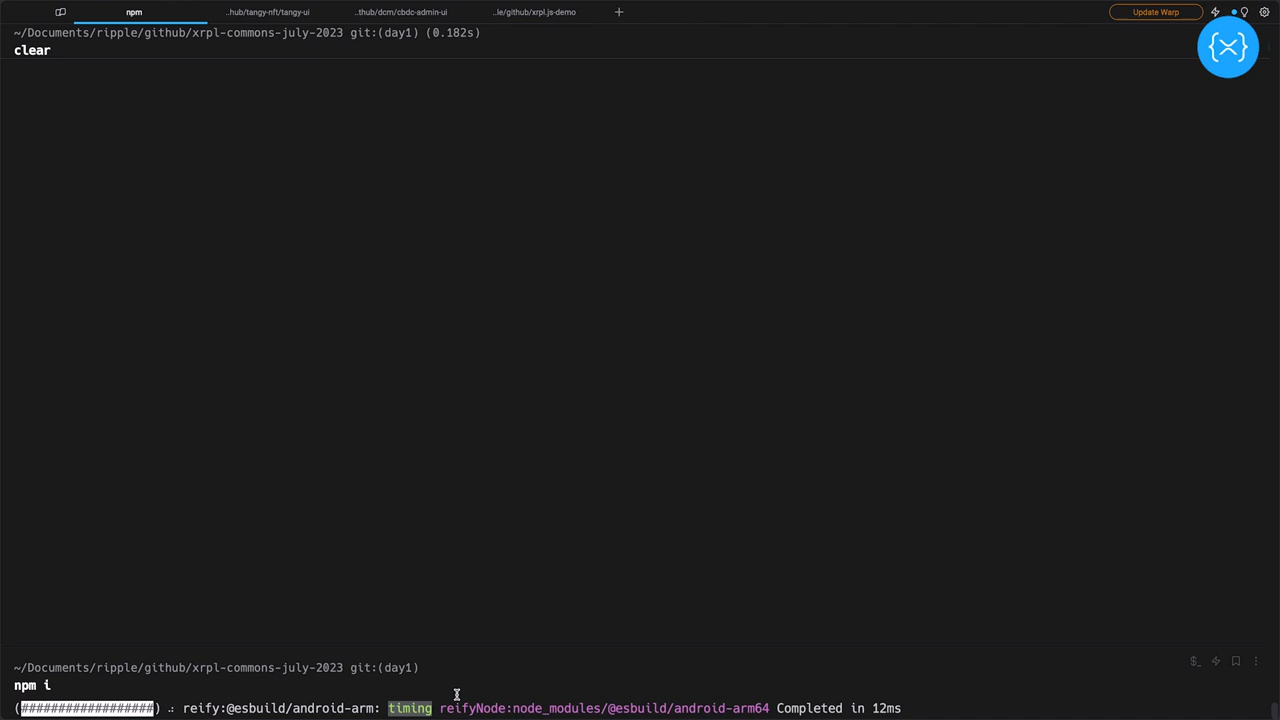 npm
..hub/tangy-nft/tangy-ui
..thub/dcm/cbdc-admin-ui
..le/github/xrpl.js-demo
Update Warp
~/Documents/ripple/github/xrpl-commons-july-2023 git:(day1) (0.182s)
clear
{X}
~/Documents/ripple/github/xrpl-commons-july-2023 git:(day1)
npm i
(##################) ⠴ reify:@esbuild/android-arm: timing reifyNode:node_modules/@esbuild/android-arm64 Completed in 12ms